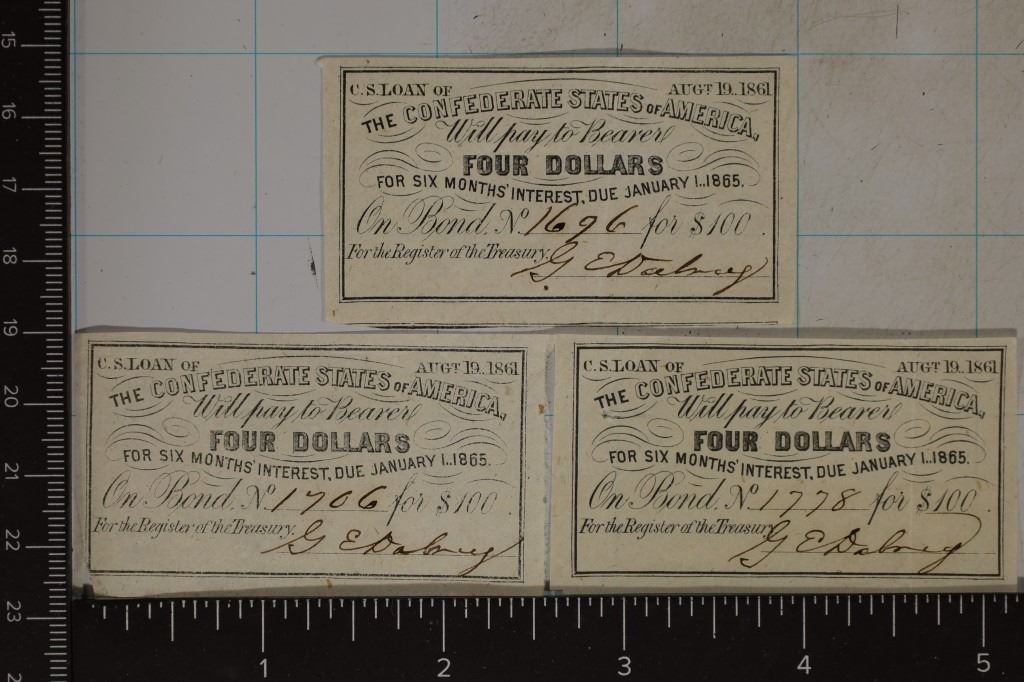 C.S. LOAN OF AUGT 19.. 1861
THE CONFEDERATE STATES OF AMERICA,
Will pay to Bearer
FOUR DOLLARS
FOR SIX MONTHS' INTEREST, DUE JANUARY 1..1865.
On Bond. No. 1696 for $100
For the Register of the Treasury.
G E Dabney
C.S. LOAN OF AUGT 19.. 1861
THE CONFEDERATE STATES OF AMERICA,
Will pay to Bearer
FOUR DOLLARS
FOR SIX MONTHS' INTEREST, DUE JANUARY 1..1865.
On Bond. No. 1706 for $100
For the Register of the Treasury.
G E Dabney
C.S. LOAN OF AUGT 19.. 1861
THE CONFEDERATE STATES OF AMERICA,
Will pay to Bearer
FOUR DOLLARS
FOR SIX MONTHS' INTEREST, DUE JANUARY 1..1865.
On Bond. No. 1778 for $100
For the Register of the Treasury.
G E Dabney
15
16
17
18
19
20
21
22
23
1 2 3 4 5